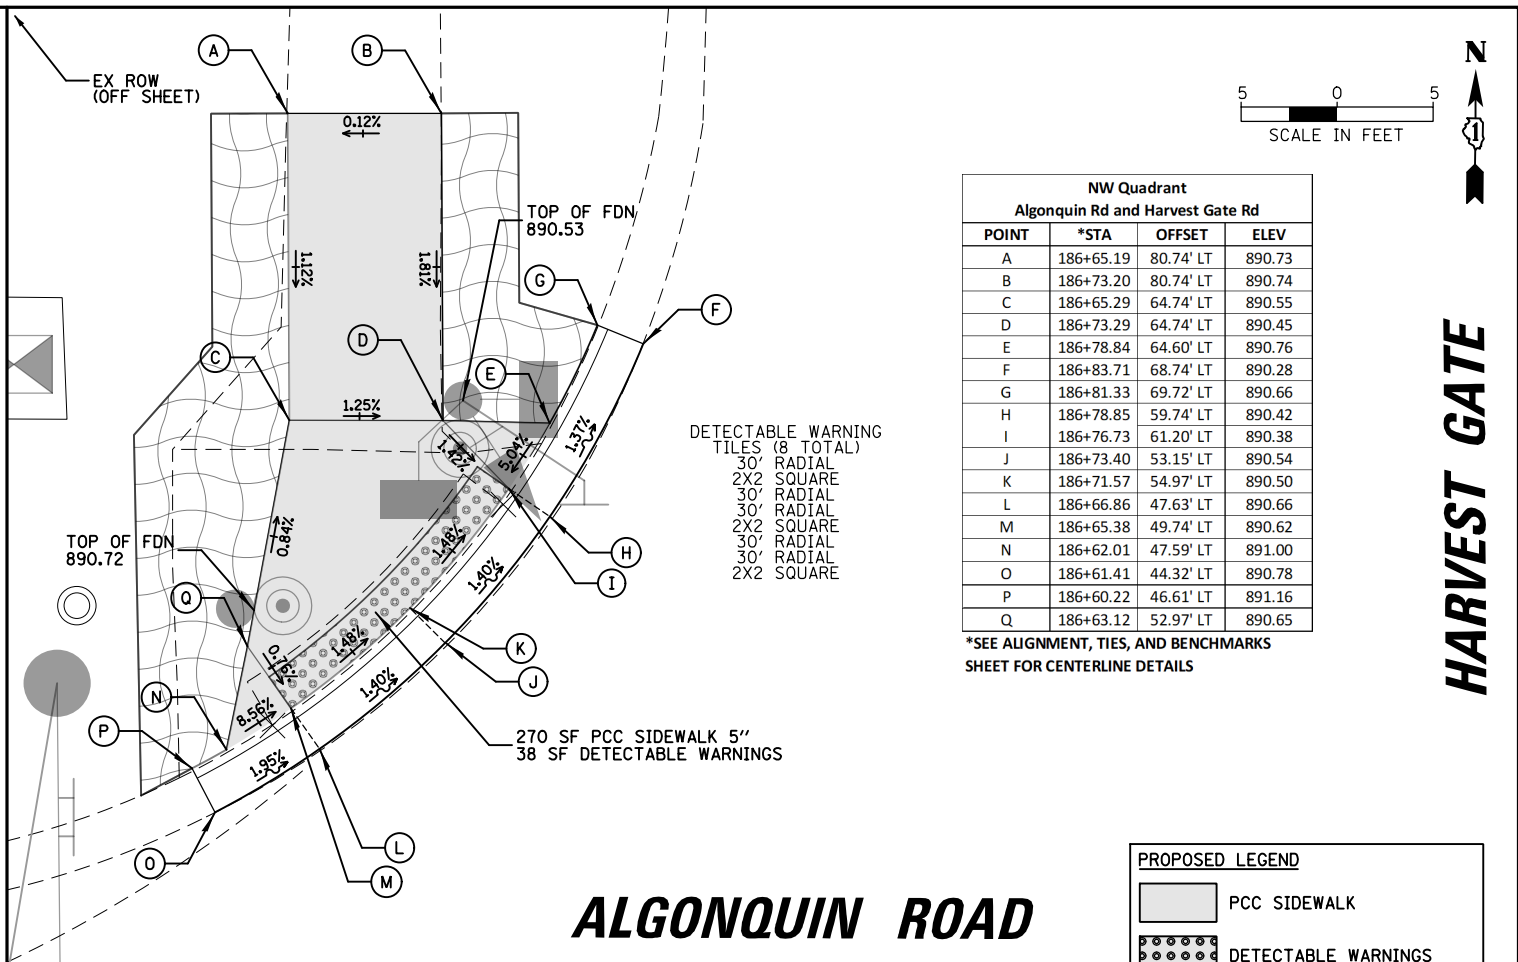 A
B
EX ROW
(OFF SHEET)
0.12%
5 0 5
SCALE IN FEET
N
1
TOP OF FDN
890.53
1.12%
1.81%
G
F
D
C
E
1.25%
1.42%
5.04%
1.37%
DETECTABLE WARNING
TILES (8 TOTAL)
30' RADIAL
2X2 SQUARE
30' RADIAL
30' RADIAL
2X2 SQUARE
30' RADIAL
30' RADIAL
2X2 SQUARE
TOP OF FDN
890.72
0.84%
1.48%
1.40%
H
I
Q
1.48%
K
0.76%
J
1.40%
N
8.56%
P
1.95%
270 SF PCC SIDEWALK 5"
38 SF DETECTABLE WARNINGS
O
L
M
NW Quadrant
Algonquin Rd and Harvest Gate Rd
POINT *STA OFFSET ELEV
A 186+65.19 80.74' LT 890.73
B 186+73.20 80.74' LT 890.74
C 186+65.29 64.74' LT 890.55
D 186+73.29 64.74' LT 890.45
E 186+78.84 64.60' LT 890.76
F 186+83.71 68.74' LT 890.28
G 186+81.33 69.72' LT 890.66
H 186+78.85 59.74' LT 890.42
I 186+76.73 61.20' LT 890.38
J 186+73.40 53.15' LT 890.54
K 186+71.57 54.97' LT 890.50
L 186+66.86 47.63' LT 890.66
M 186+65.38 49.74' LT 890.62
N 186+62.01 47.59' LT 891.00
O 186+61.41 44.32' LT 890.78
P 186+60.22 46.61' LT 891.16
Q 186+63.12 52.97' LT 890.65
*SEE ALIGNMENT, TIES, AND BENCHMARKS
SHEET FOR CENTERLINE DETAILS
HARVEST GATE
ALGONQUIN ROAD
PROPOSED LEGEND
PCC SIDEWALK
DETECTABLE WARNINGS